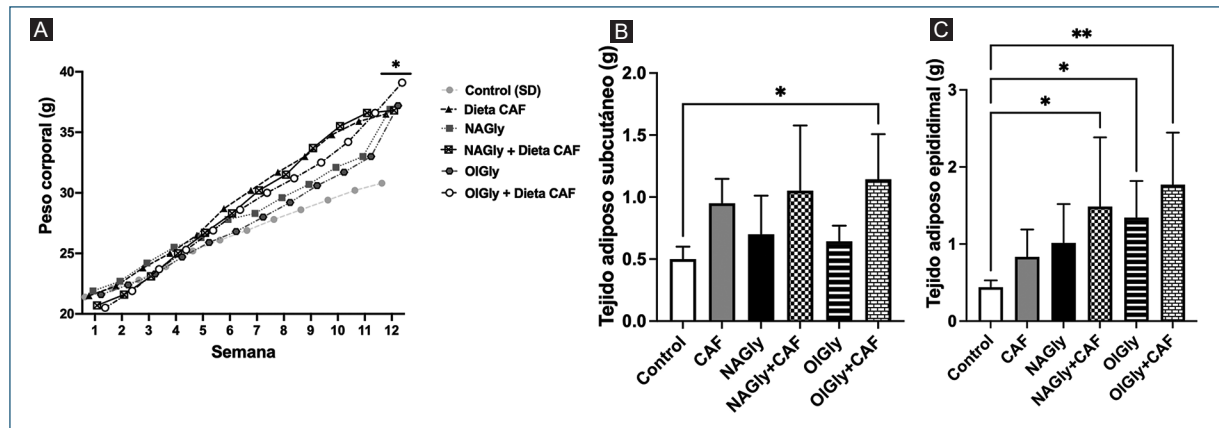 A
Peso corporal (g)
40
35
30
25
20
*
1 2 3 4 5 6 7 8 9 10 11 12
Semana
Control (SD)
Dieta CAF
NAGly
NAGly + Dieta CAF
OlGly
OlGly + Dieta CAF
B
Tejido adiposo subcutáneo (g)
2.0
1.5
1.0
0.5
0.0
*
Control
CAF
NAGly
NAGly+CAF
OlGly
OlGly+CAF
C
Tejido adiposo epididimal (g)
3
2
1
0
**
*
*
Control
CAF
NAGly
NAGly+CAF
OlGly
OlGly+CAF